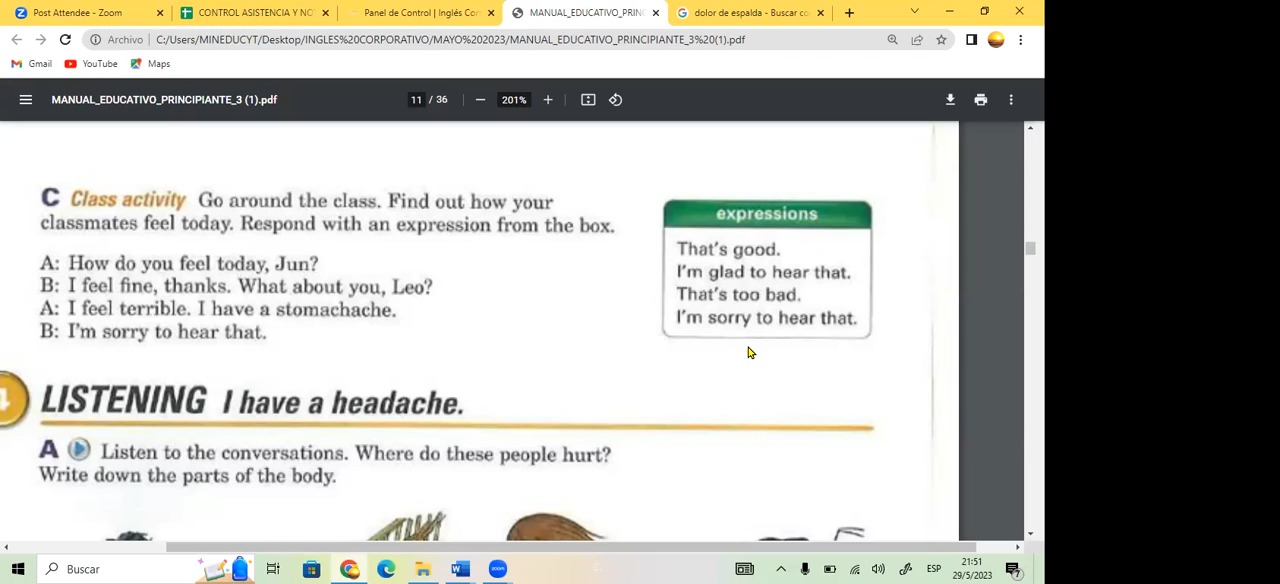 Post Attendee - Zoom
CONTROL ASISTENCIA Y NO
Panel de Control | Inglés Cor
MANUAL_EDUCATIVO_PRINCIP
dolor de espalda - Buscar co
Archivo
C:/Users/MINEDUCYT/Desktop/INGLES%20CORPORATIVO/MAYO%202023/MANUAL_EDUCATIVO_PRINCIPIANTE_3%20(1).pdf
Gmail
YouTube
Maps
MANUAL_EDUCATIVO_PRINCIPIANTE_3 (1).pdf
11 / 36
201%
C Class activity Go around the class. Find out how your
classmates feel today. Respond with an expression from the box.
A: How do you feel today, Jun?
B: I feel fine, thanks. What about you, Leo?
A: I feel terrible. I have a stomachache.
B: I'm sorry to hear that.
expressions
That's good.
I'm glad to hear that.
That's too bad.
I'm sorry to hear that.
LISTENING I have a headache.
A Listen to the conversations. Where do these people hurt?
Write down the parts of the body.
Buscar
zoom
ESP
21:51
29/5/2023
7